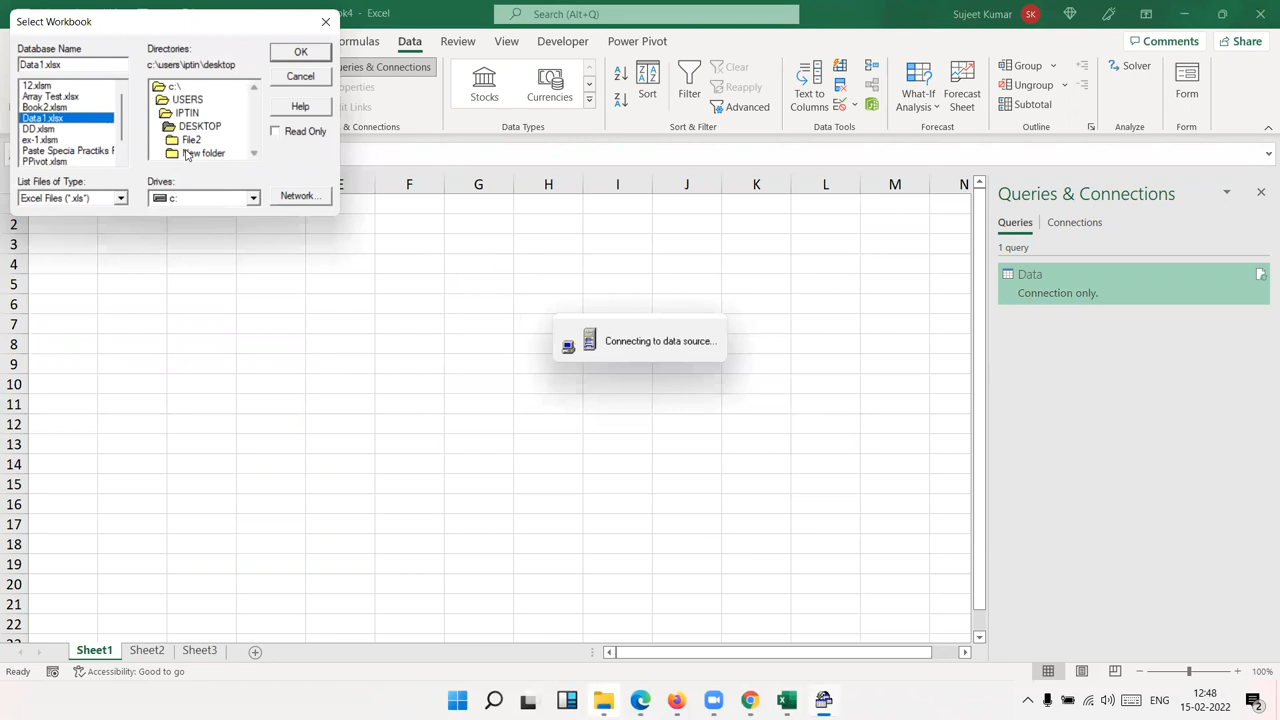 Select Workbook
ook4 - Excel
Search (Alt+Q)
Sujeet Kumar
SK
Database Name
Data1.xlsx
Directories:
c:\users\iptin\desktop
OK
Cancel
Help
Read Only
Network...
12.xlsm
Array Test.xlsx
Book2.xlsm
Data1.xlsx
DD.xlsm
ex-1.xlsm
Paste Specia Practiks F
PPivot.xlsm
c:\
USERS
IPTIN
DESKTOP
File2
New folder
List Files of Type:
Excel Files (*.xls*)
Drives:
c:
ormulas
Data
Review
View
Developer
Power Pivot
Comments
Share
ueries & Connections
operties
it Links
s & Connections
Stocks
Currencies
Data Types
Sort
Filter
Clear
Reapply
Advanced
Sort & Filter
Text to
Columns
Data Tools
What-If
Analysis
Forecast
Sheet
Forecast
Group
Ungroup
Subtotal
Outline
Solver
Analyze
Form
Form
E F G H I J K L M N
2
3
4
5
6
7
8
9
10
11
12
13
14
15
16
17
18
19
20
21
22
Connecting to data source...
Queries & Connections
Queries
Connections
1 query
Data
Connection only.
Sheet1
Sheet2
Sheet3
Ready
Accessibility: Good to go
100%
ENG
12:48
15-02-2022
2